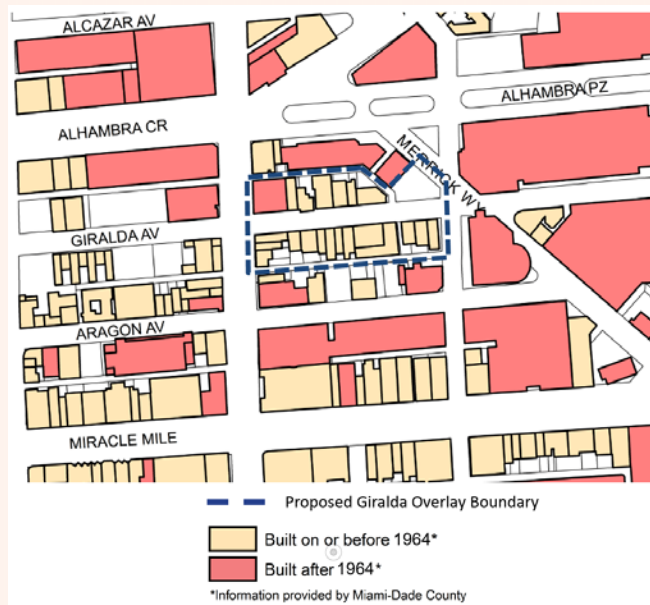 ALCAZAR AV
ALHAMBRA PZ
ALHAMBRA CR
MERRICK WY
GIRALDA AV
ARAGON AV
MIRACLE MILE
Proposed Giralda Overlay Boundary
Built on or before 1964*
Built after 1964*
*Information provided by Miami-Dade County